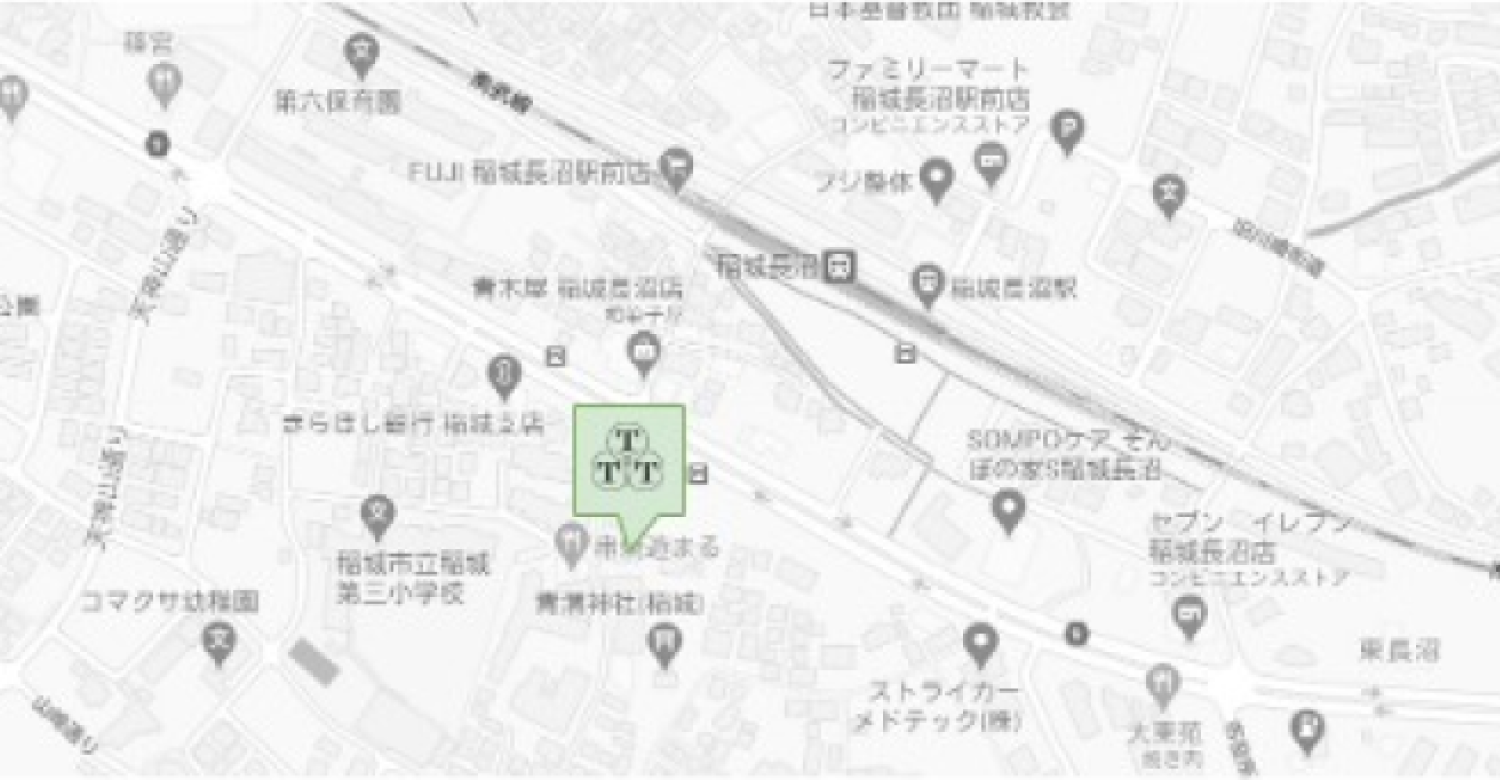 日本基督教団 稲城教会
篠宮
第六保育園
南武線
ファミリーマート
稲城長沼駅前店
コンビニエンスストア
FUJI 稲城長沼駅前店
フジ整体
P
天神山通り
旧川崎街道
稲城長沼
稲城長沼駅
公園
青木屋 稲城長沼店
和菓子屋
きらぼし銀行 稲城支店
T
T T
SOMPOケア そん
ぽの家S稲城長沼
天神山通り
セブン‐イレブン
稲城長沼店
コンビニエンスストア
遊まる
稲城市立稲城
第三小学校
コマクサ幼稚園
青渭神社(稲城)
東長沼
ストライカー
メドテック(株)
大東苑
焼き肉